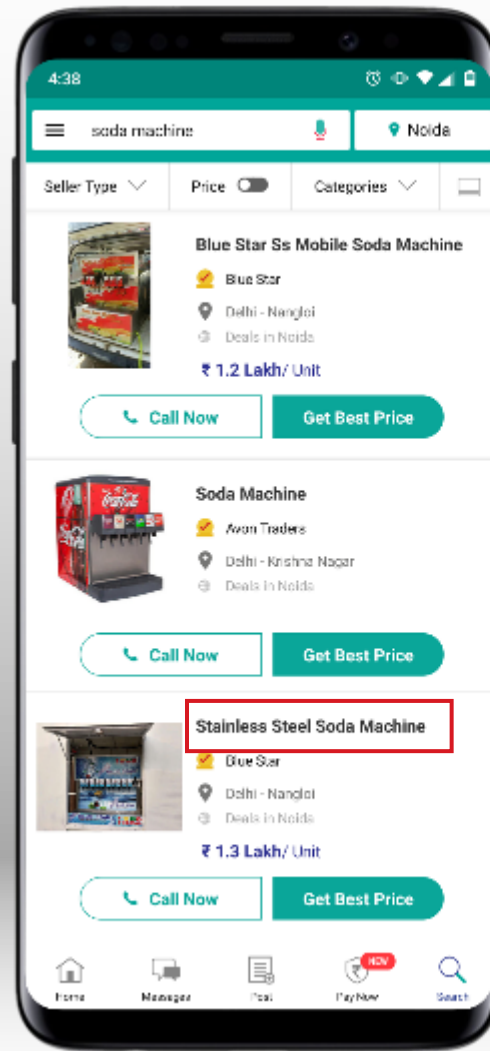 4:38
soda machine
Noida
Seller Type
Price
Categories
Blue Star Ss Mobile Soda Machine
Blue Star
Delhi - Nangloi
Deals in Noida
₹ 1.2 Lakh/ Unit
Call Now
Get Best Price
Soda Machine
Avon Traders
Delhi - Krishna Nagar
Deals in Noida
Call Now
Get Best Price
Stainless Steel Soda Machine
Blue Star
Delhi - Nangloi
Deals in Noida
₹ 1.3 Lakh/ Unit
Call Now
Get Best Price
NEW
Home
Messages
Post
Pay Now
Search